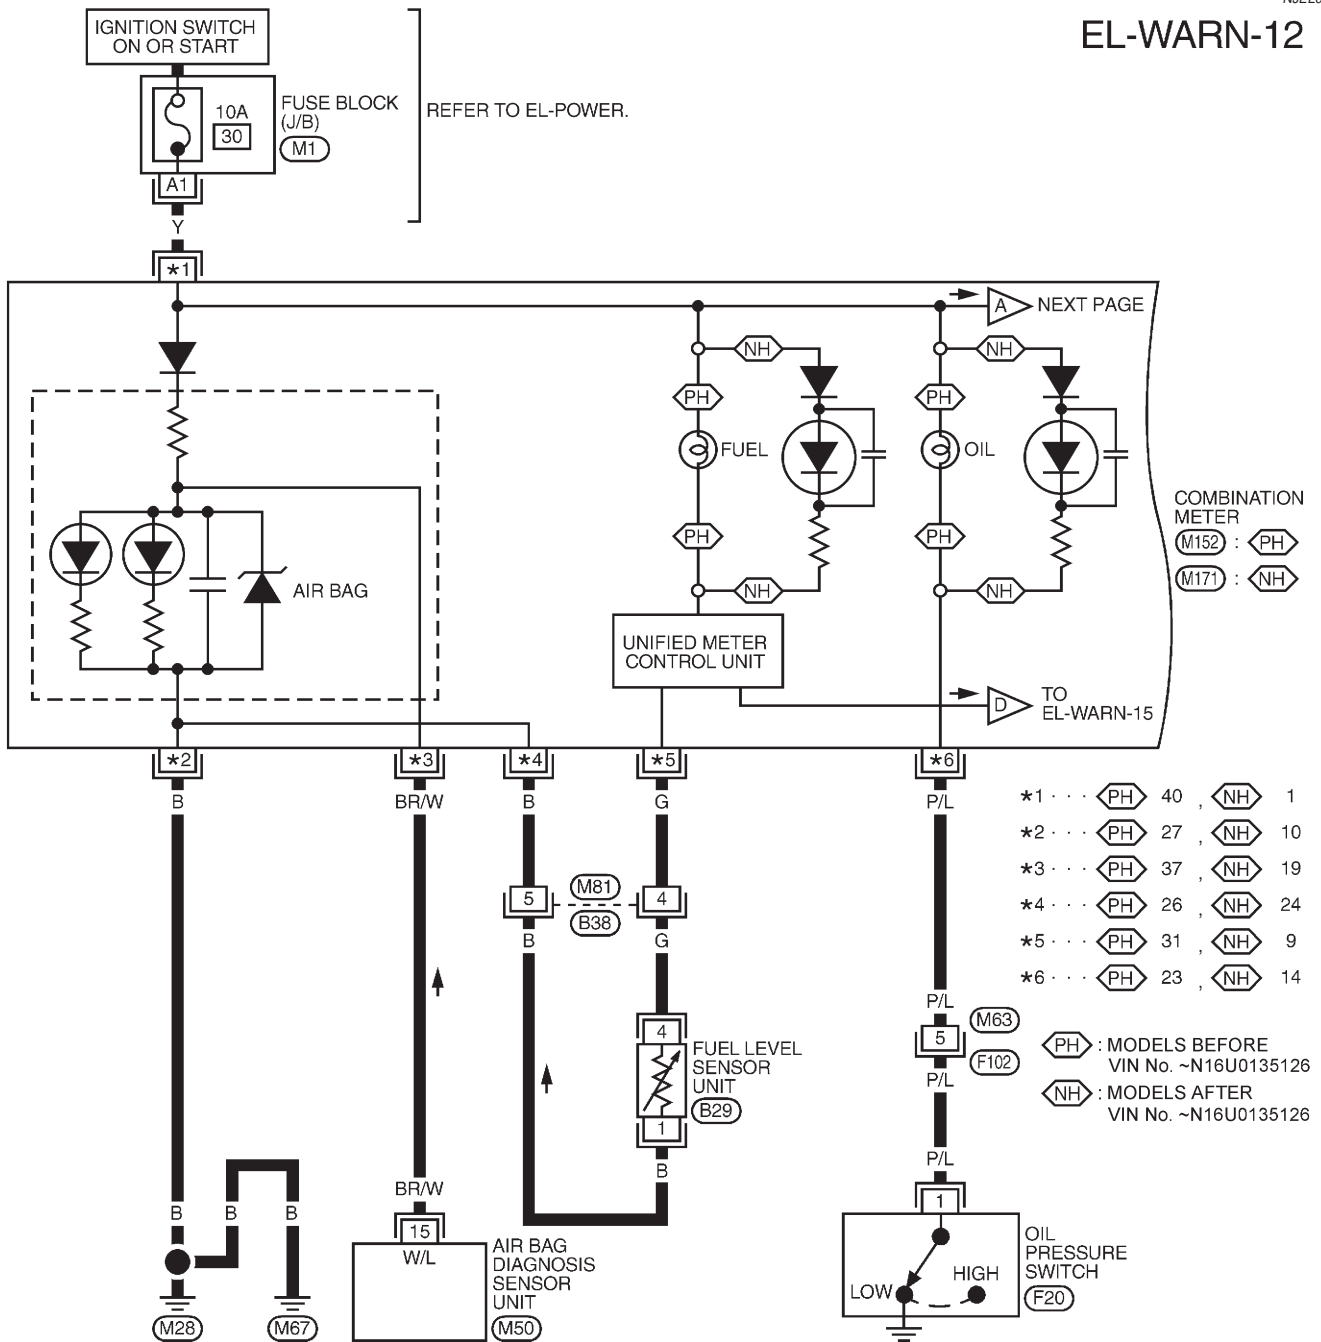 EL-WARN-12
IGNITION SWITCH
ON OR START
10A
30
FUSE BLOCK
(J/B)
M1
REFER TO EL-POWER.
A1
Y
*1
A
NEXT PAGE
NH
NH
PH
PH
FUEL
OIL
PH
PH
NH
NH
COMBINATION
METER
M152 : PH
M171 : NH
AIR BAG
UNIFIED METER
CONTROL UNIT
D
TO
EL-WARN-15
*2
*3
*4
*5
*6
B
BR/W
B
G
P/L
*1 · · · PH 40 , NH 1
*2 · · · PH 27 , NH 10
*3 · · · PH 37 , NH 19
*4 · · · PH 26 , NH 24
*5 · · · PH 31 , NH 9
*6 · · · PH 23 , NH 14
5
M81
B38
4
B
G
P/L
5
M63
F102
P/L
PH : MODELS BEFORE
VIN No. ~N16U0135126
NH : MODELS AFTER
VIN No. ~N16U0135126
4
FUEL LEVEL
SENSOR
UNIT
B29
1
B
P/L
1
BR/W
B
B
B
15
W/L
AIR BAG
DIAGNOSIS
SENSOR
UNIT
M50
LOW
HIGH
OIL
PRESSURE
SWITCH
F20
M28
M67